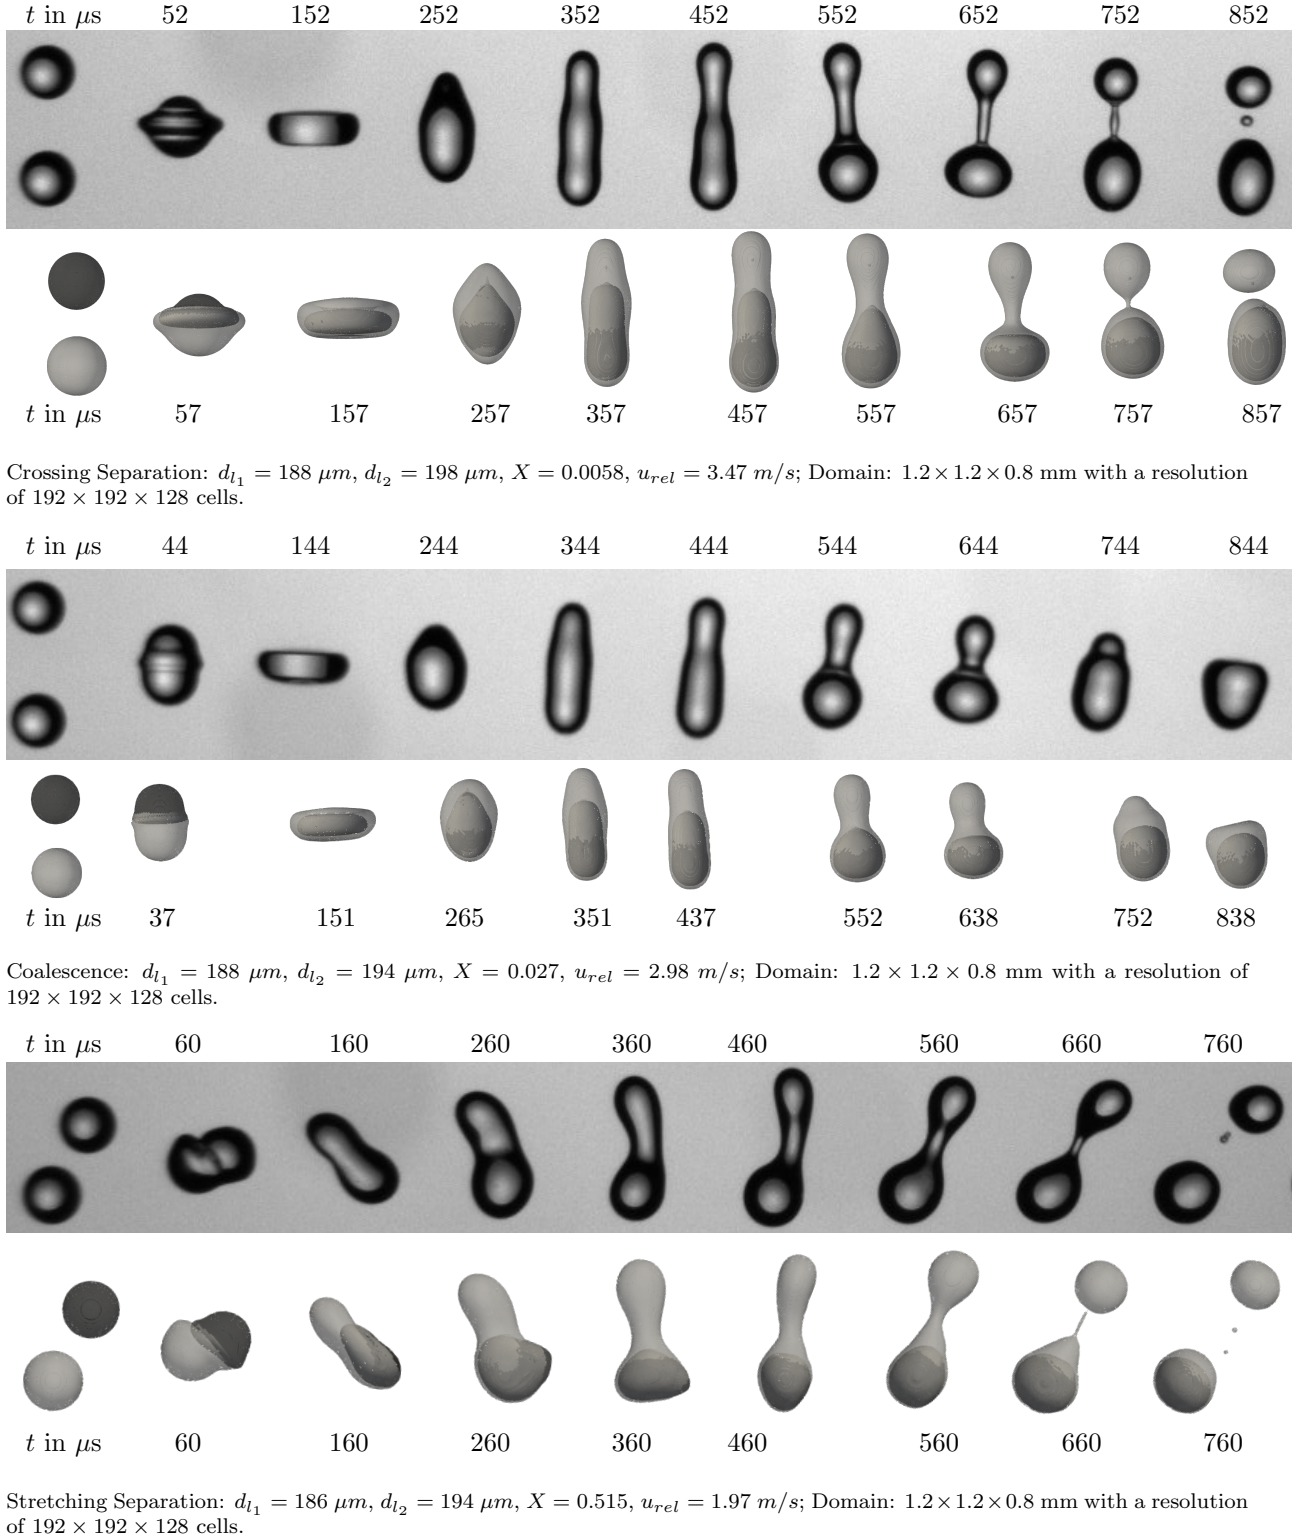 t in μs 52 152 252 352 452 552 652 752 852
t in μs 57 157 257 357 457 557 657 757 857
Crossing Separation: d_{l_1} = 188 μm, d_{l_2} = 198 μm, X = 0.0058, u_{rel} = 3.47 m/s; Domain: 1.2×1.2×0.8 mm with a resolution
of 192 × 192 × 128 cells.
t in μs 44 144 244 344 444 544 644 744 844
t in μs 37 151 265 351 437 552 638 752 838
Coalescence: d_{l_1} = 188 μm, d_{l_2} = 194 μm, X = 0.027, u_{rel} = 2.98 m/s; Domain: 1.2 × 1.2 × 0.8 mm with a resolution of
192 × 192 × 128 cells.
t in μs 60 160 260 360 460 560 660 760
t in μs 60 160 260 360 460 560 660 760
Stretching Separation: d_{l_1} = 186 μm, d_{l_2} = 194 μm, X = 0.515, u_{rel} = 1.97 m/s; Domain: 1.2×1.2×0.8 mm with a resolution
of 192 × 192 × 128 cells.